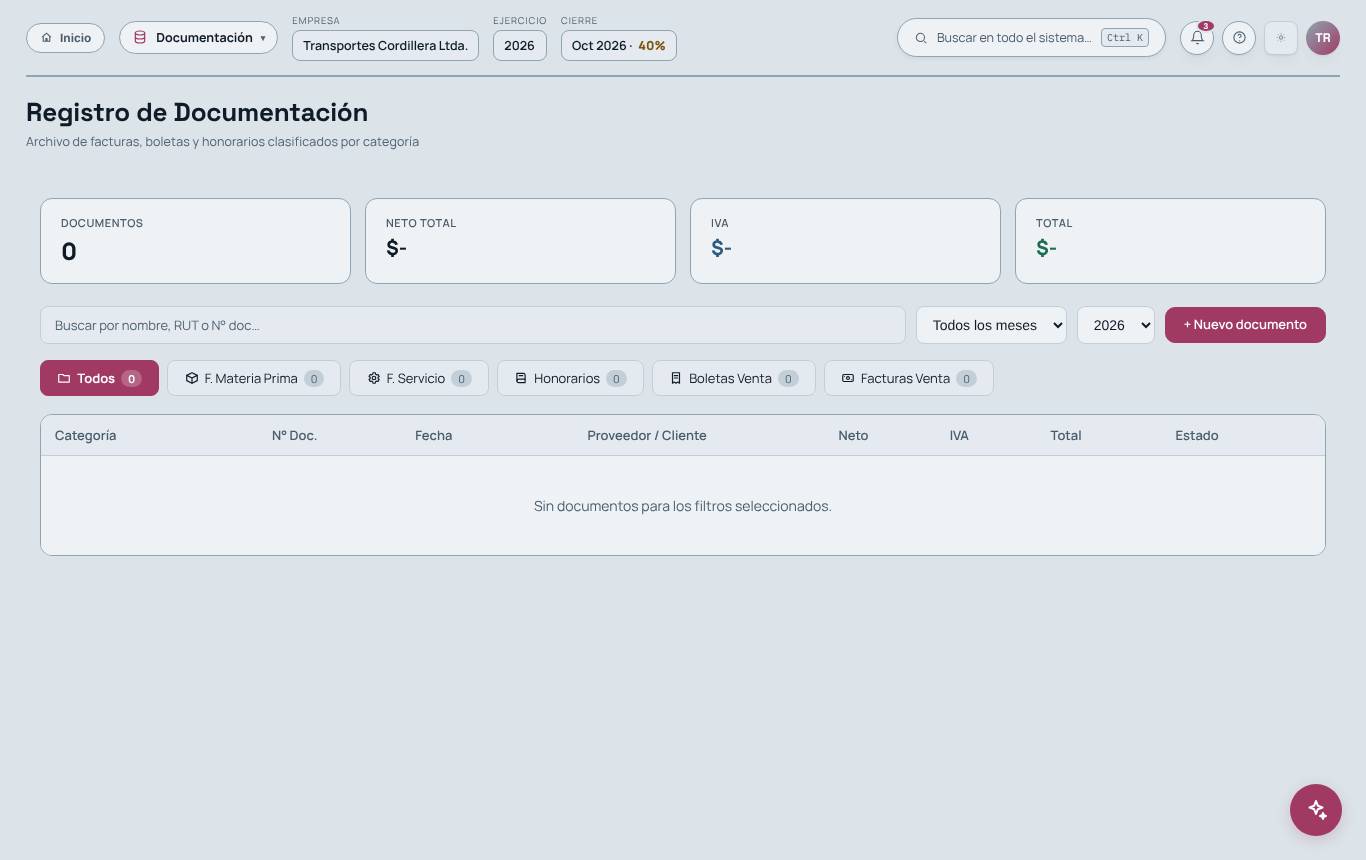 Inicio
Documentación ▾
EMPRESA
Transportes Cordillera Ltda.
EJERCICIO
2026
CIERRE
Oct 2026 · 40%
Buscar en todo el sistema... Ctrl K
3
TR
Registro de Documentación
Archivo de facturas, boletas y honorarios clasificados por categoría
DOCUMENTOS
0
NETO TOTAL
$-
IVA
$-
TOTAL
$-
Buscar por nombre, RUT o N° doc...
Todos los meses
2026
+ Nuevo documento
Todos 0
F. Materia Prima 0
F. Servicio 0
Honorarios 0
Boletas Venta 0
Facturas Venta 0
Categoría N° Doc. Fecha Proveedor / Cliente Neto IVA Total Estado
Sin documentos para los filtros seleccionados.